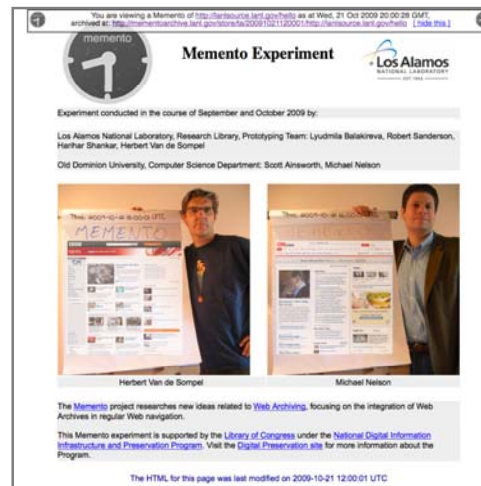 You are viewing a Memento of http://lanlsource.lanl.gov/hello as at Wed, 21 Oct 2009 20:00:28 GMT,
archived at: http://mementoarchive.lanl.gov/store/ta/20091021120001/http://lanlsource.lanl.gov/hello [ hide this ]
memento
Memento Experiment
Los Alamos
NATIONAL LABORATORY
EST. 1943
Experiment conducted in the course of September and October 2009 by:
Los Alamos National Laboratory, Research Library, Prototyping Team: Lyudmila Balakireva, Robert Sanderson,
Harihar Shankar, Herbert Van de Sompel
Old Dominion University, Computer Science Department: Scott Ainsworth, Michael Nelson
MEMENTO
MEMENTO
Herbert Van de Sompel
Michael Nelson
The Memento project researches new ideas related to Web Archiving, focusing on the integration of Web
Archives in regular Web navigation.
This Memento experiment is supported by the Library of Congress under the National Digital Information
Infrastructure and Preservation Program. Visit the Digital Preservation site for more information about the
Program.
The HTML for this page was last modified on 2009-10-21 12:00:01 UTC